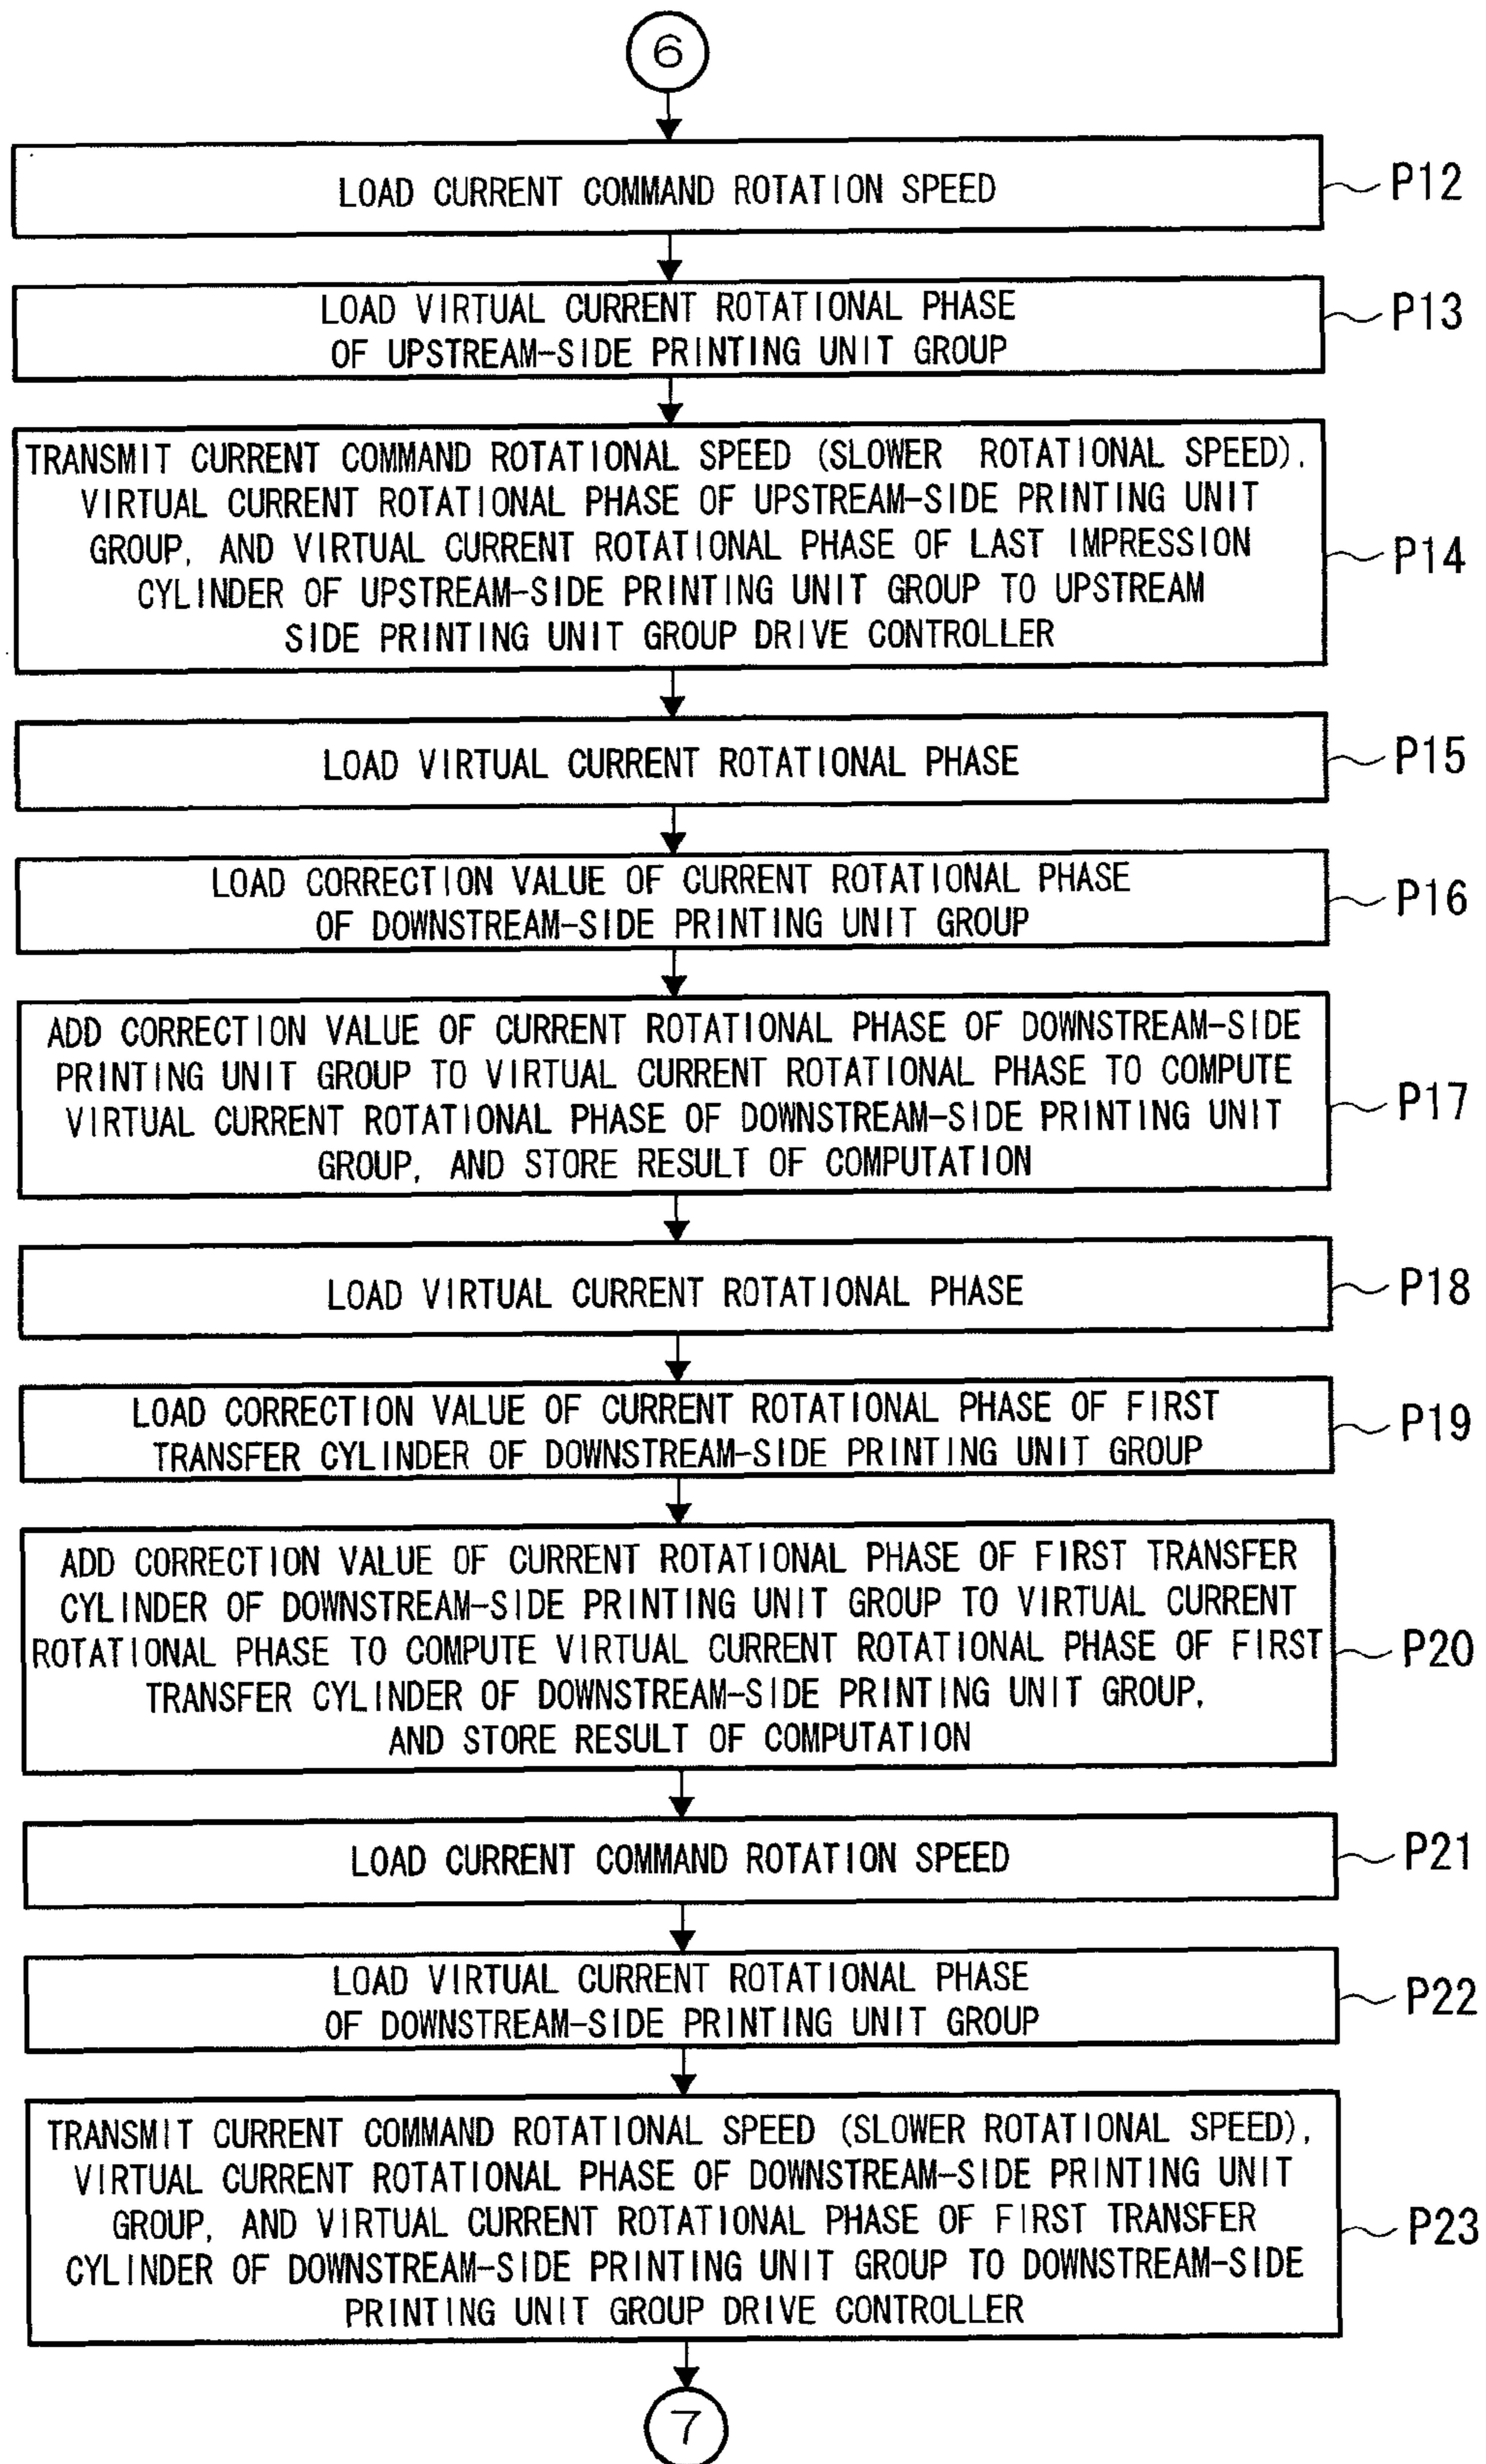 6
LOAD CURRENT COMMAND ROTATION SPEED
P12
LOAD VIRTUAL CURRENT ROTATIONAL PHASE
OF UPSTREAM-SIDE PRINTING UNIT GROUP
P13
TRANSMIT CURRENT COMMAND ROTATIONAL SPEED (SLOWER ROTATIONAL SPEED),
VIRTUAL CURRENT ROTATIONAL PHASE OF UPSTREAM-SIDE PRINTING UNIT
GROUP, AND VIRTUAL CURRENT ROTATIONAL PHASE OF LAST IMPRESSION
CYLINDER OF UPSTREAM-SIDE PRINTING UNIT GROUP TO UPSTREAM
SIDE PRINTING UNIT GROUP DRIVE CONTROLLER
P14
LOAD VIRTUAL CURRENT ROTATIONAL PHASE
P15
LOAD CORRECTION VALUE OF CURRENT ROTATIONAL PHASE
OF DOWNSTREAM-SIDE PRINTING UNIT GROUP
P16
ADD CORRECTION VALUE OF CURRENT ROTATIONAL PHASE OF DOWNSTREAM-SIDE
PRINTING UNIT GROUP TO VIRTUAL CURRENT ROTATIONAL PHASE TO COMPUTE
VIRTUAL CURRENT ROTATIONAL PHASE OF DOWNSTREAM-SIDE PRINTING UNIT
GROUP, AND STORE RESULT OF COMPUTATION
P17
LOAD VIRTUAL CURRENT ROTATIONAL PHASE
P18
LOAD CORRECTION VALUE OF CURRENT ROTATIONAL PHASE OF FIRST
TRANSFER CYLINDER OF DOWNSTREAM-SIDE PRINTING UNIT GROUP
P19
ADD CORRECTION VALUE OF CURRENT ROTATIONAL PHASE OF FIRST TRANSFER
CYLINDER OF DOWNSTREAM-SIDE PRINTING UNIT GROUP TO VIRTUAL CURRENT
ROTATIONAL PHASE TO COMPUTE VIRTUAL CURRENT ROTATIONAL PHASE OF FIRST
TRANSFER CYLINDER OF DOWNSTREAM-SIDE PRINTING UNIT GROUP,
AND STORE RESULT OF COMPUTATION
P20
LOAD CURRENT COMMAND ROTATION SPEED
P21
LOAD VIRTUAL CURRENT ROTATIONAL PHASE
OF DOWNSTREAM-SIDE PRINTING UNIT GROUP
P22
TRANSMIT CURRENT COMMAND ROTATIONAL SPEED (SLOWER ROTATIONAL SPEED),
VIRTUAL CURRENT ROTATIONAL PHASE OF DOWNSTREAM-SIDE PRINTING UNIT
GROUP, AND VIRTUAL CURRENT ROTATIONAL PHASE OF FIRST TRANSFER
CYLINDER OF DOWNSTREAM-SIDE PRINTING UNIT GROUP TO DOWNSTREAM-SIDE
PRINTING UNIT GROUP DRIVE CONTROLLER
P23
7